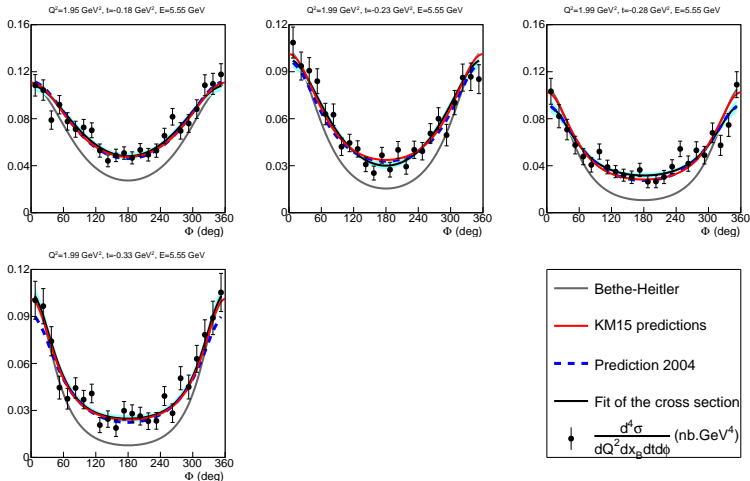 Q²=1.95 GeV², t=-0.18 GeV², E=5.55 GeV
0.16
0.12
0.08
0.04
0
0 60 120 180 240 300 360
Φ (deg)
Q²=1.99 GeV², t=-0.23 GeV², E=5.55 GeV
0.12
0.09
0.06
0.03
0
0 60 120 180 240 300 360
Φ (deg)
Q²=1.99 GeV², t=-0.28 GeV², E=5.55 GeV
0.16
0.12
0.08
0.04
0
0 60 120 180 240 300 360
Φ (deg)
Q²=1.99 GeV², t=-0.33 GeV², E=5.55 GeV
0.12
0.09
0.06
0.03
0
0 60 120 180 240 300 360
Φ (deg)
Bethe-Heitler
KM15 predictions
Prediction 2004
Fit of the cross section
d⁴σ
dQ²dx_Bdtdϕ (nb.GeV⁴)